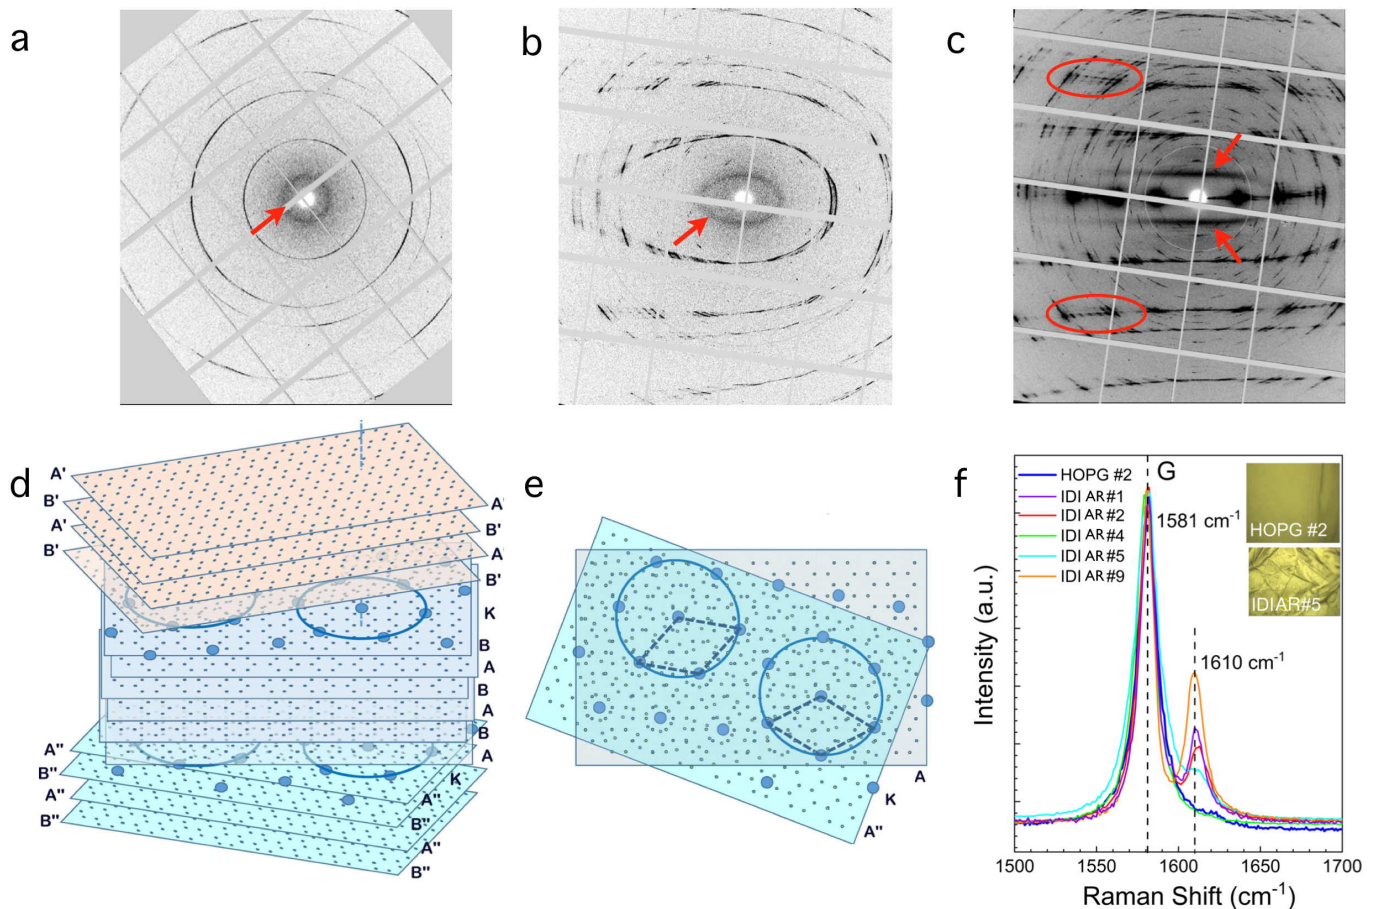 a
b
c
d
A'
B'
A'
B'
A'
B'
A
B'
K
B
A
B
A
B
A
K
A"
B"
A"
B"
A"
B"
A"
B"
e
A
K
A"
f
HOPG #2
IDI AR#1
IDI AR#2
IDI AR#4
IDI AR#5
IDI AR#9
G
1581 cm-1
HOPG #2
IDIAR#5
1610 cm-1
Intensity (a.u.)
1500 1550 1600 1650 1700
Raman Shift (cm-1)